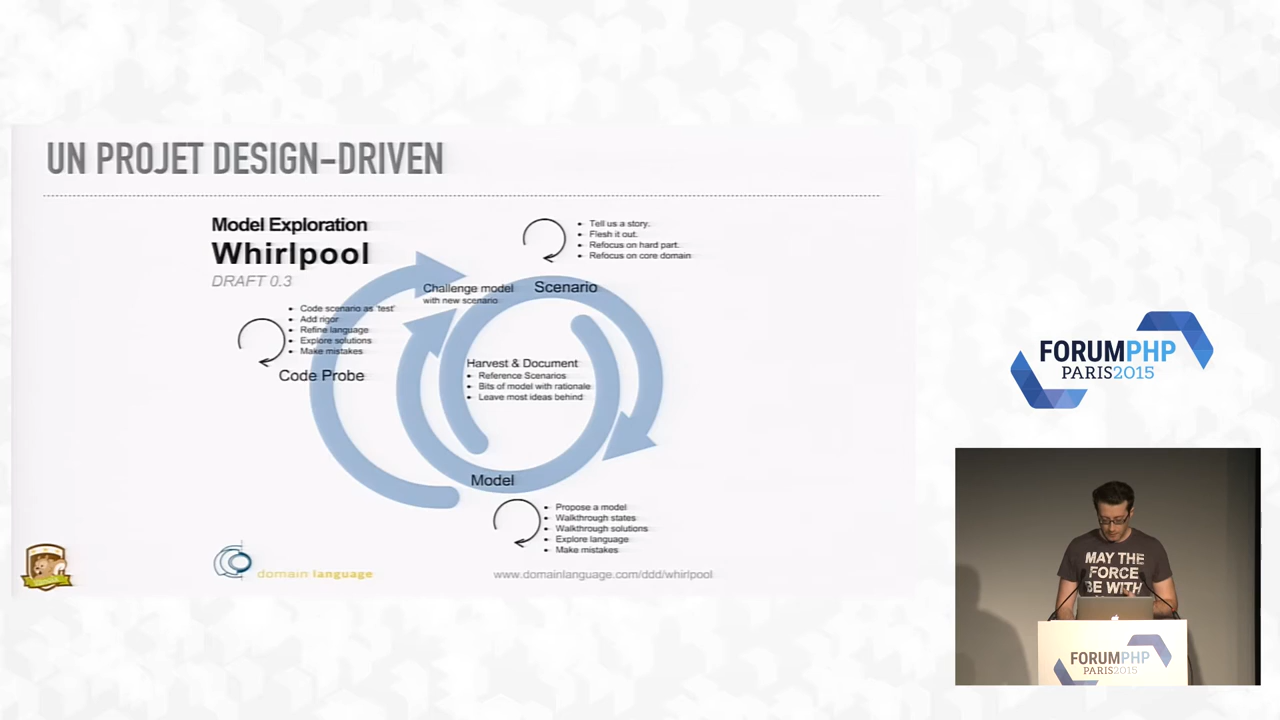 UN PROJET DESIGN-DRIVEN
Model Exploration
Whirlpool
DRAFT 0.3
• Tell us a story.
• Flesh it out.
• Refocus on hard part.
• Refocus on core domain
Challenge model
with new scenario
Scenario
• Code scenario as 'test'
• Add rigor
• Refine language
• Explore solutions
• Make mistakes
Code Probe
Harvest & Document
• Reference Scenarios
• Bits of model with rationale
• Leave most ideas behind
Model
• Propose a model
• Walkthrough states
• Walkthrough solutions
• Explore language
• Make mistakes
domain language
www.domainlanguage.com/ddd/whirlpool
FORUMPHP
PARIS2015
MAY THE
FORCE
BE WITH
FORUMPHP
PARIS2015